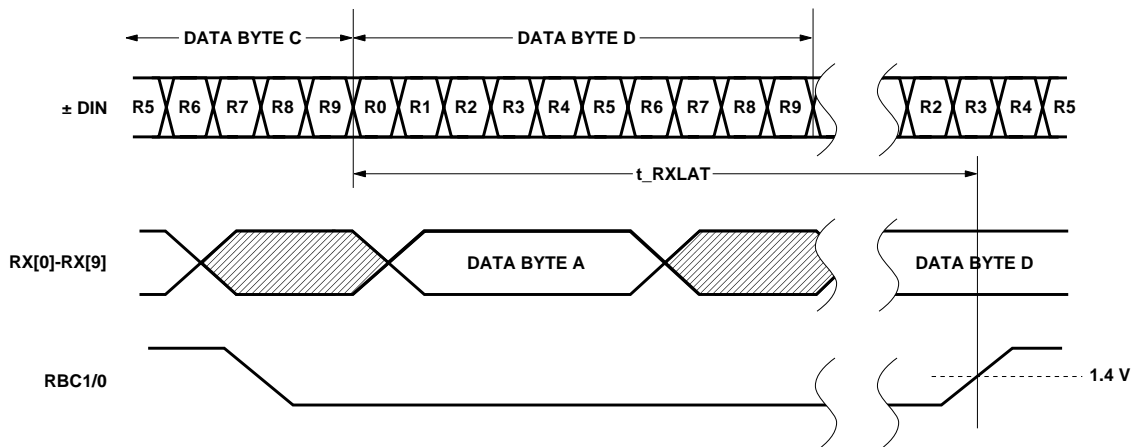 DATA BYTE C DATA BYTE D
± DIN R5 R6 R7 R8 R9 R0 R1 R2 R3 R4 R5 R6 R7 R8 R9 R2 R3 R4 R5
t_RXLAT
RX[0]-RX[9] DATA BYTE A DATA BYTE D
RBC1/0 1.4 V